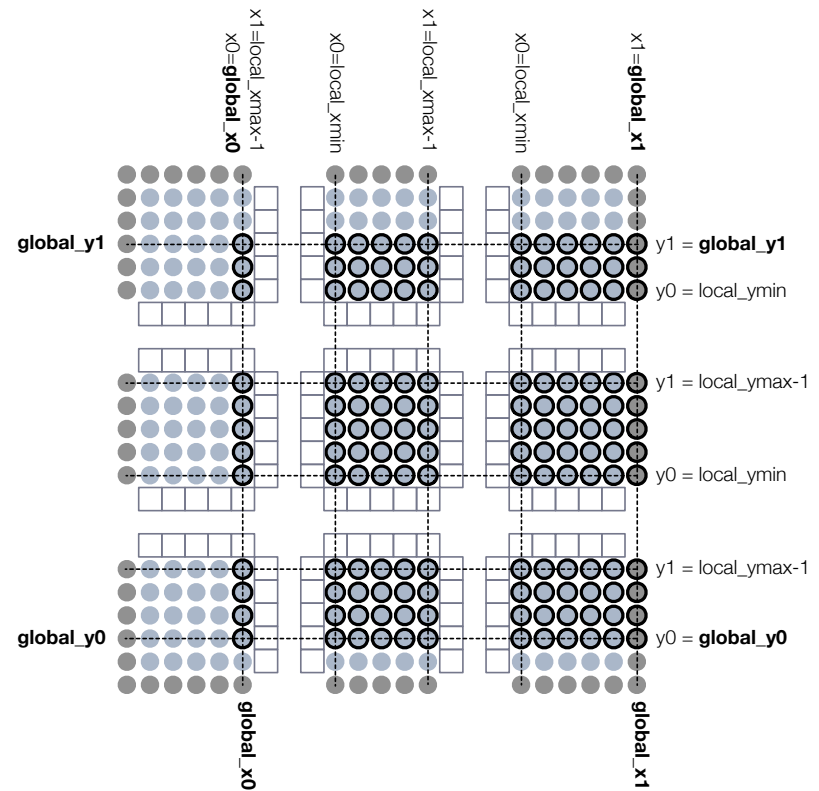 x0=global_x0
x1=local_xmax-1
x0=local_xmin
x1=local_xmax-1
x0=local_xmin
x1=global_x1
global_y1
y1 = global_y1
y0 = local_ymin
y1 = local_ymax-1
y0 = local_ymin
y1 = local_ymax-1
global_y0
y0 = global_y0
global_x0
global_x1